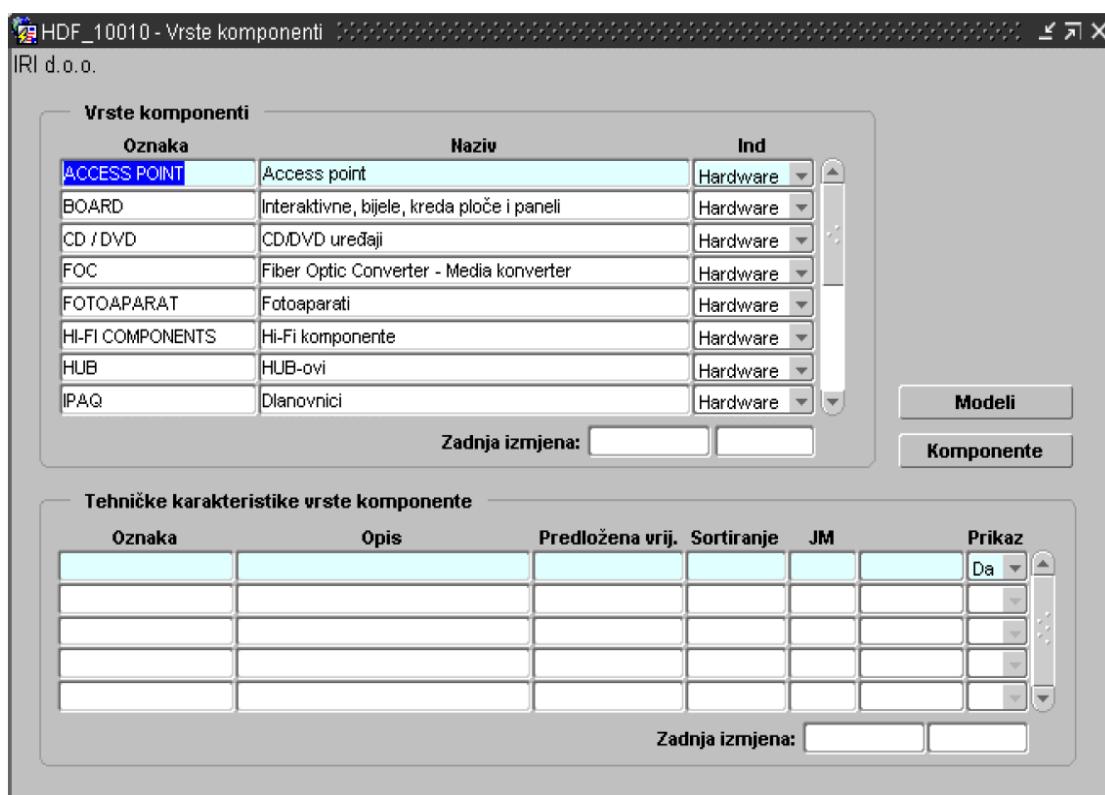 HDF_10010 - Vrste komponenti
IRI d.o.o.
Vrste komponenti
Oznaka Naziv Ind
ACCESS POINT Access point Hardware
BOARD Interaktivne, bijele, kreda ploče i paneli Hardware
CD / DVD CD/DVD uređaji Hardware
FOC Fiber Optic Converter - Media konverter Hardware
FOTOAPARAT Fotoaparati Hardware
HI-FI COMPONENTS Hi-Fi komponente Hardware
HUB HUB-ovi Hardware
IPAQ Dlanovnici Hardware
Modeli
Zadnja izmjena:
Komponente
Tehničke karakteristike vrste komponente
Oznaka Opis Predložena vrij. Sortiranje JM Prikaz
Da
Zadnja izmjena: